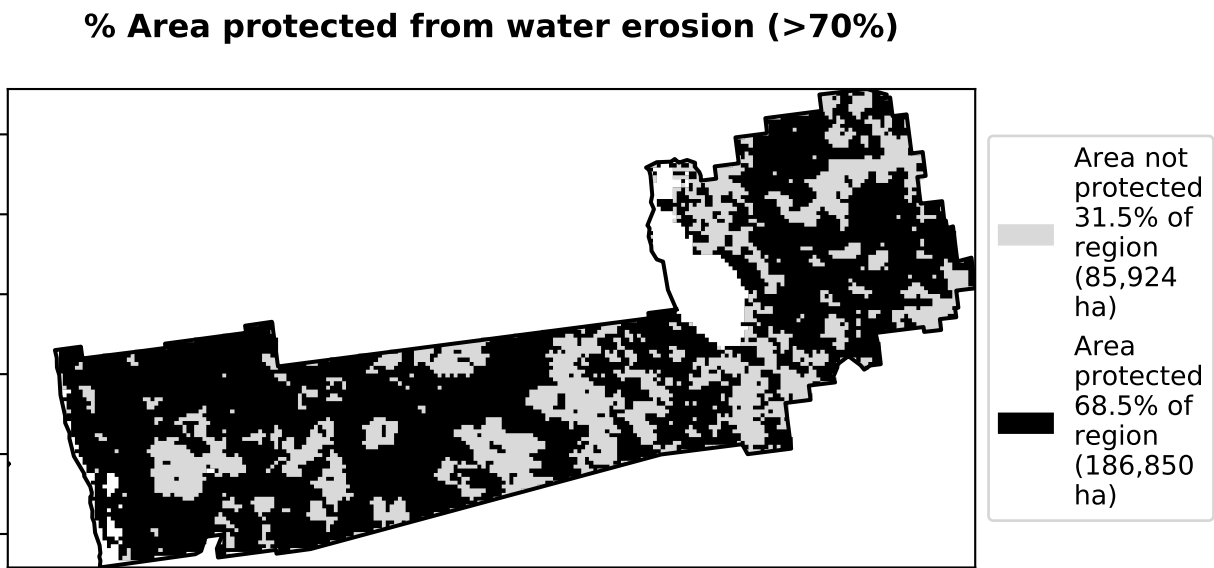 % Area protected from water erosion (>70%)
Area not
protected
31.5% of
region
(85,924
ha)
Area
protected
68.5% of
region
(186,850
ha)